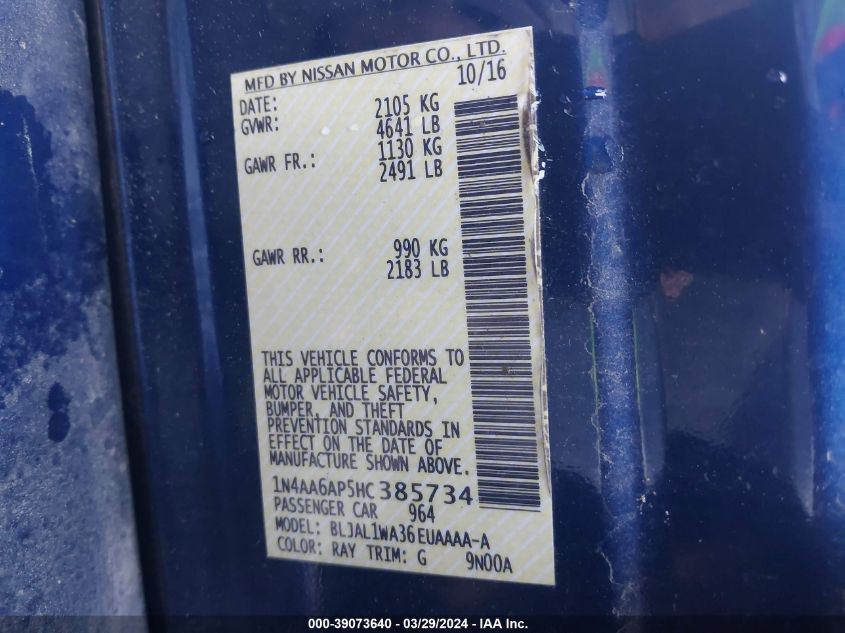 MFD BY NISSAN MOTOR CO., LTD.
10/16
DATE: 2105 KG
GVWR: 4641 LB
1130 KG
GAWR FR.: 2491 LB
990 KG
GAWR RR.: 2183 LB
THIS VEHICLE CONFORMS TO
ALL APPLICABLE FEDERAL
MOTOR VEHICLE SAFETY,
BUMPER, AND THEFT
PREVENTION STANDARDS IN
EFFECT ON THE DATE OF
MANUFACTURE SHOWN ABOVE.
1N4AA6AP5HC385734
PASSENGER CAR 964
MODEL: BLJAL1WA36EUAAAA-A
COLOR: RAY TRIM: G 9N00A
000-39073640 - 03/29/2024 - IAA Inc.